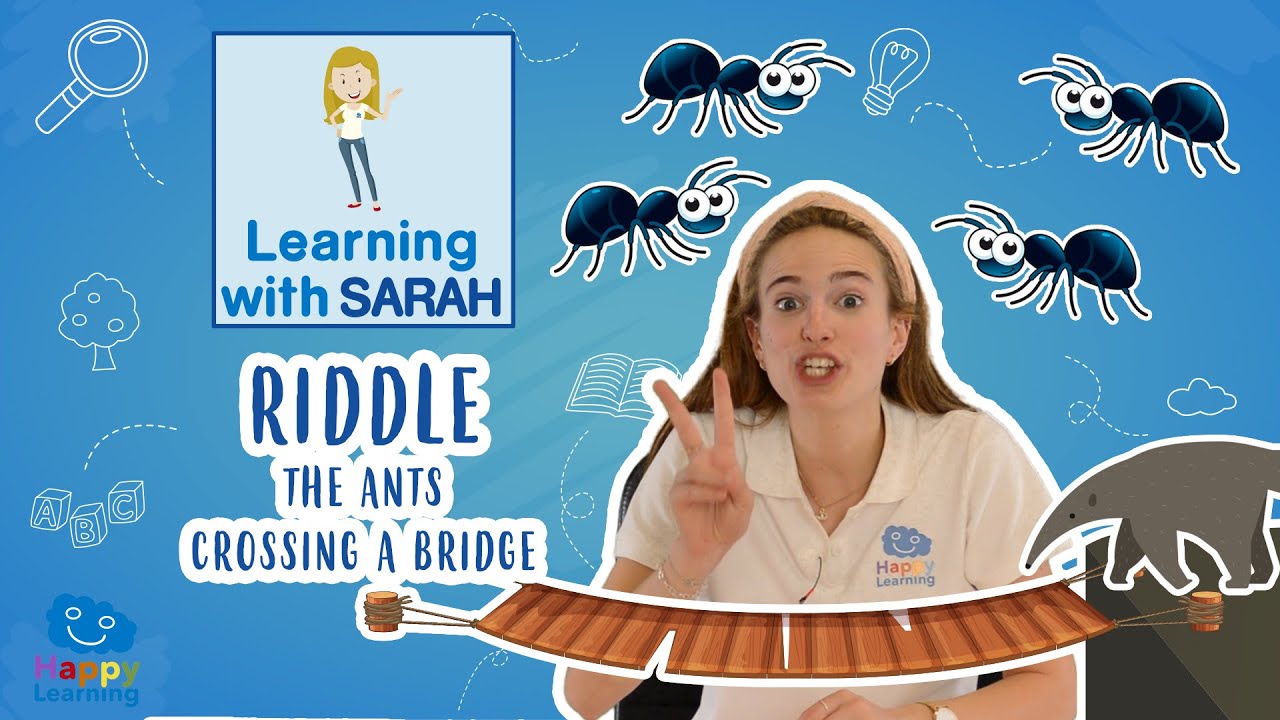 Learning
with SARAH
RIDDLE
THE ANTS
CROSSING A BRIDGE
A B C
Happy
Learning
Happy
Learning